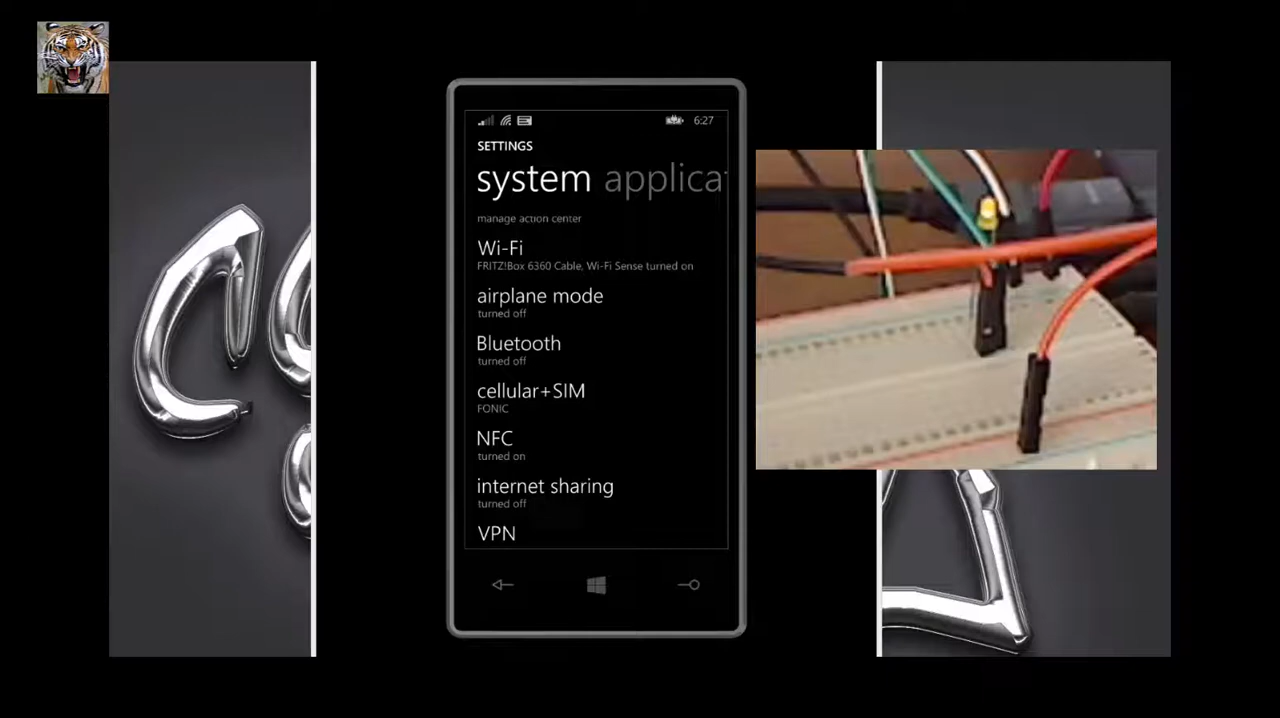 6:27
SETTINGS
system applica
manage action center
Wi-Fi
FRITZ!Box 6360 Cable, Wi-Fi Sense turned on
airplane mode
turned off
Bluetooth
turned off
cellular+SIM
FONIC
NFC
turned on
internet sharing
turned off
VPN